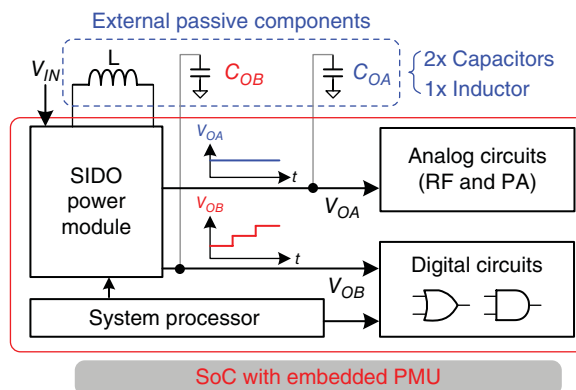 External passive components
V_IN
L
C_OB
C_OA
2x Capacitors
1x Inductor
SIDO
power
module
V_OA
t
V_OA
Analog circuits
(RF and PA)
V_OB
t
V_OB
Digital circuits
System processor
SoC with embedded PMU